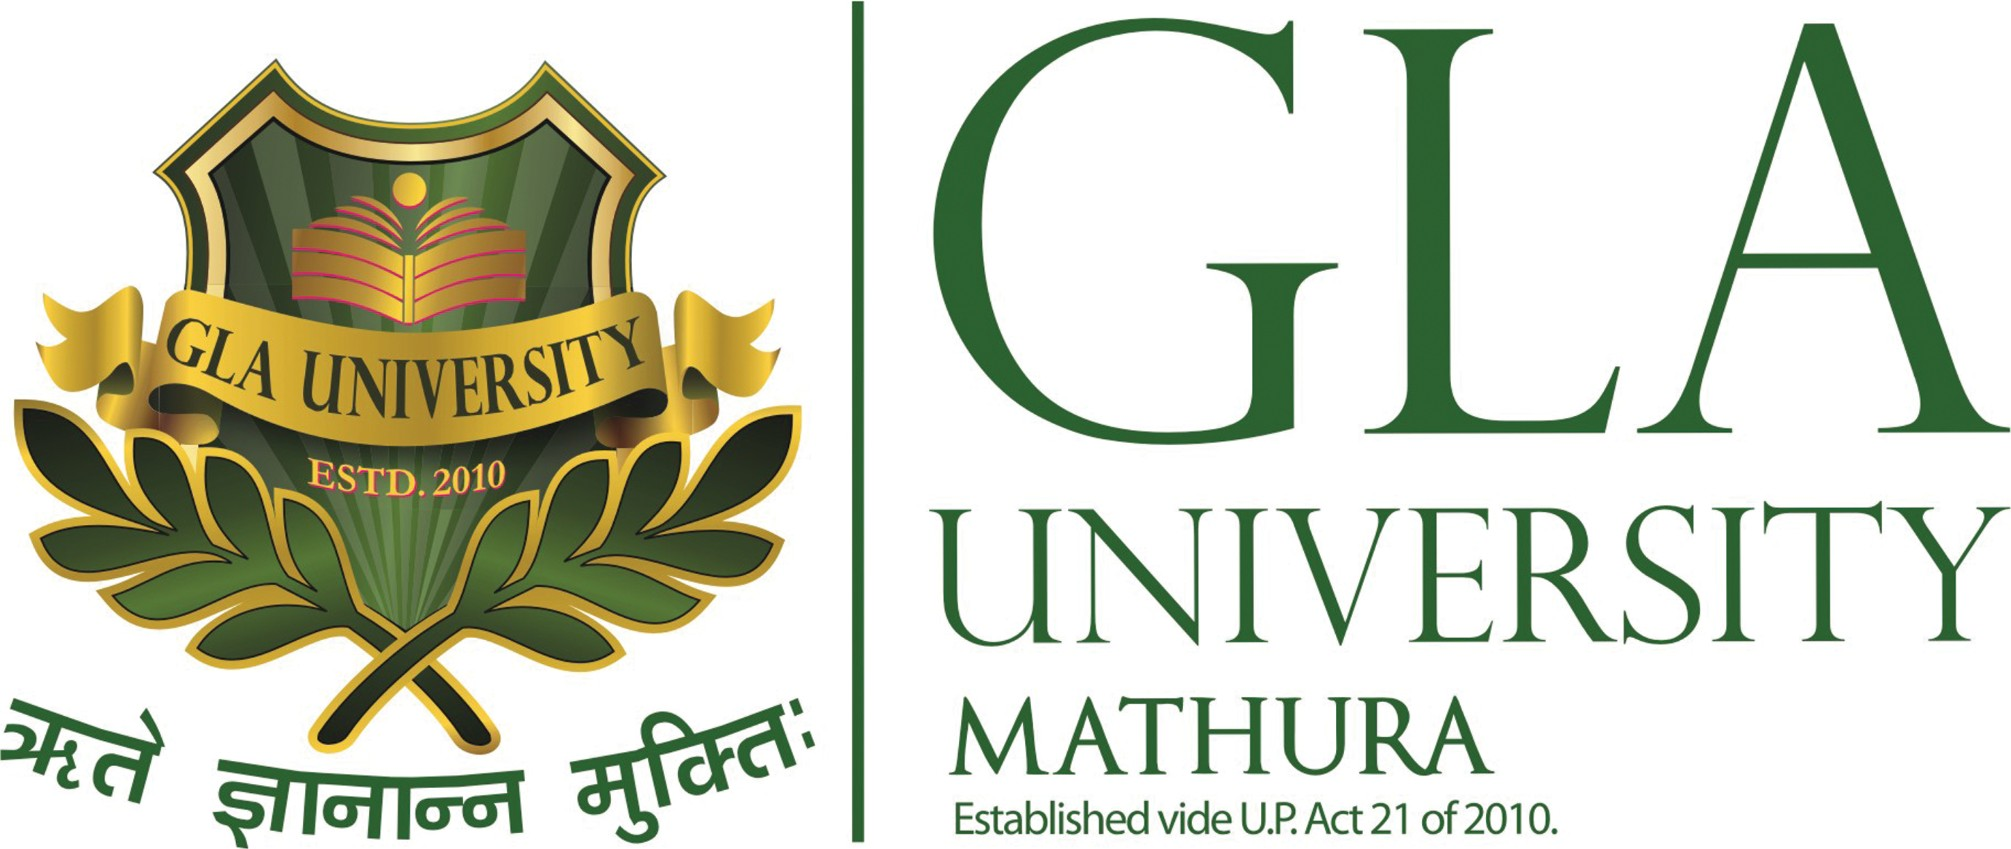 GLA UNIVERSITY
ESTD. 2010
ऋते ज्ञानान्न मुक्तिः
GLA
UNIVERSITY
MATHURA
Established vide U.P. Act 21 of 2010.